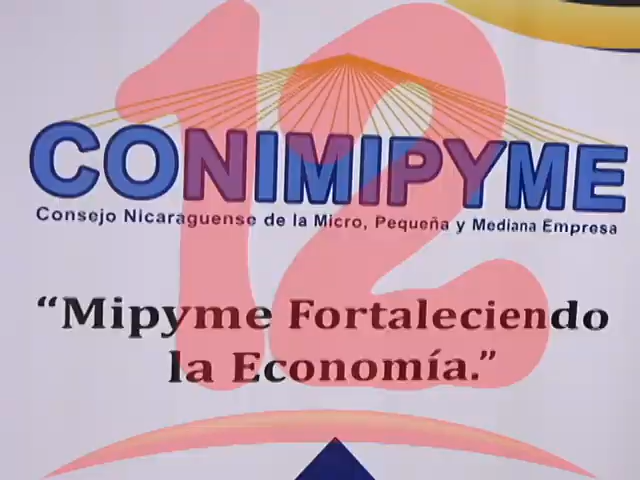 12
CONIMIPYME
Consejo Nicaraguense de la Micro, Pequeña y Mediana Empresa
“Mipyme Fortaleciendo
la Economía.”